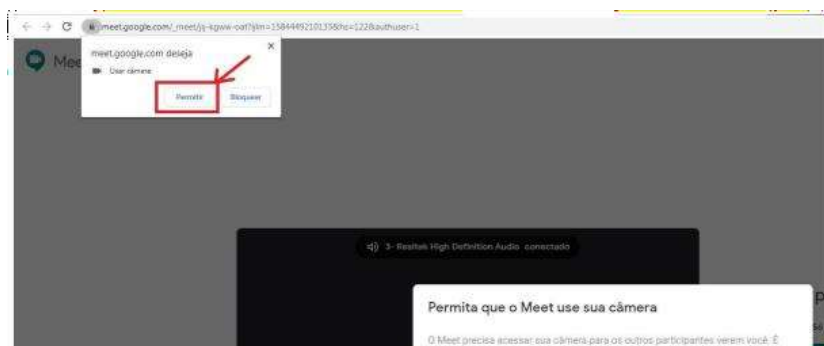 meet.google.com deseja
Usar câmera
Permitir
Bloquear
Mee
3- Realtek High Definition Audio conectado
Permita que o Meet use sua câmera
O Meet precisa acessar sua câmera para os outros participantes verem você. É